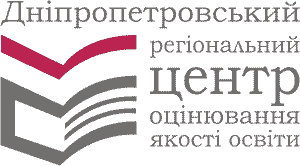 Дніпропетровський
регіональний
центр
оцінювання
якості освіти